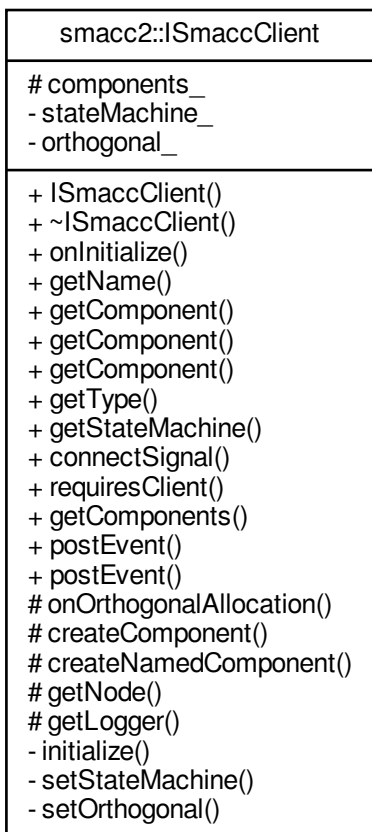 smacc2::ISmaccClient
# components_
- stateMachine_
- orthogonal_
+ ISmaccClient()
+ ~ISmaccClient()
+ onInitialize()
+ getName()
+ getComponent()
+ getComponent()
+ getComponent()
+ getType()
+ getStateMachine()
+ connectSignal()
+ requiresClient()
+ getComponents()
+ postEvent()
+ postEvent()
# onOrthogonalAllocation()
# createComponent()
# createNamedComponent()
# getNode()
# getLogger()
- initialize()
- setStateMachine()
- setOrthogonal()